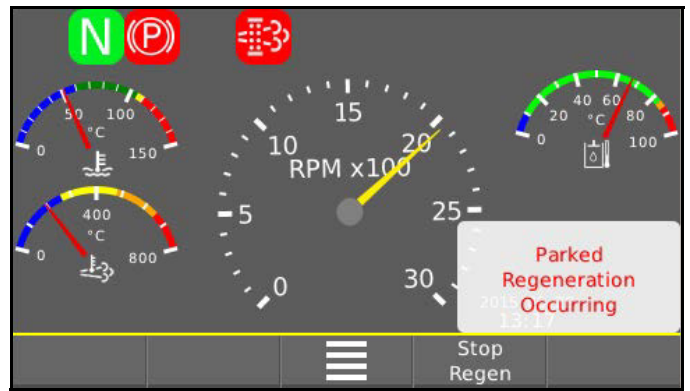 N (P)
15
10 20
RPM x100
5 25
0 30
50 100
°C
0 150
400
°C
0 800
40 60
20 °C 80
0 100
Parked
Regeneration
Occurring
13:17
Stop
Regen